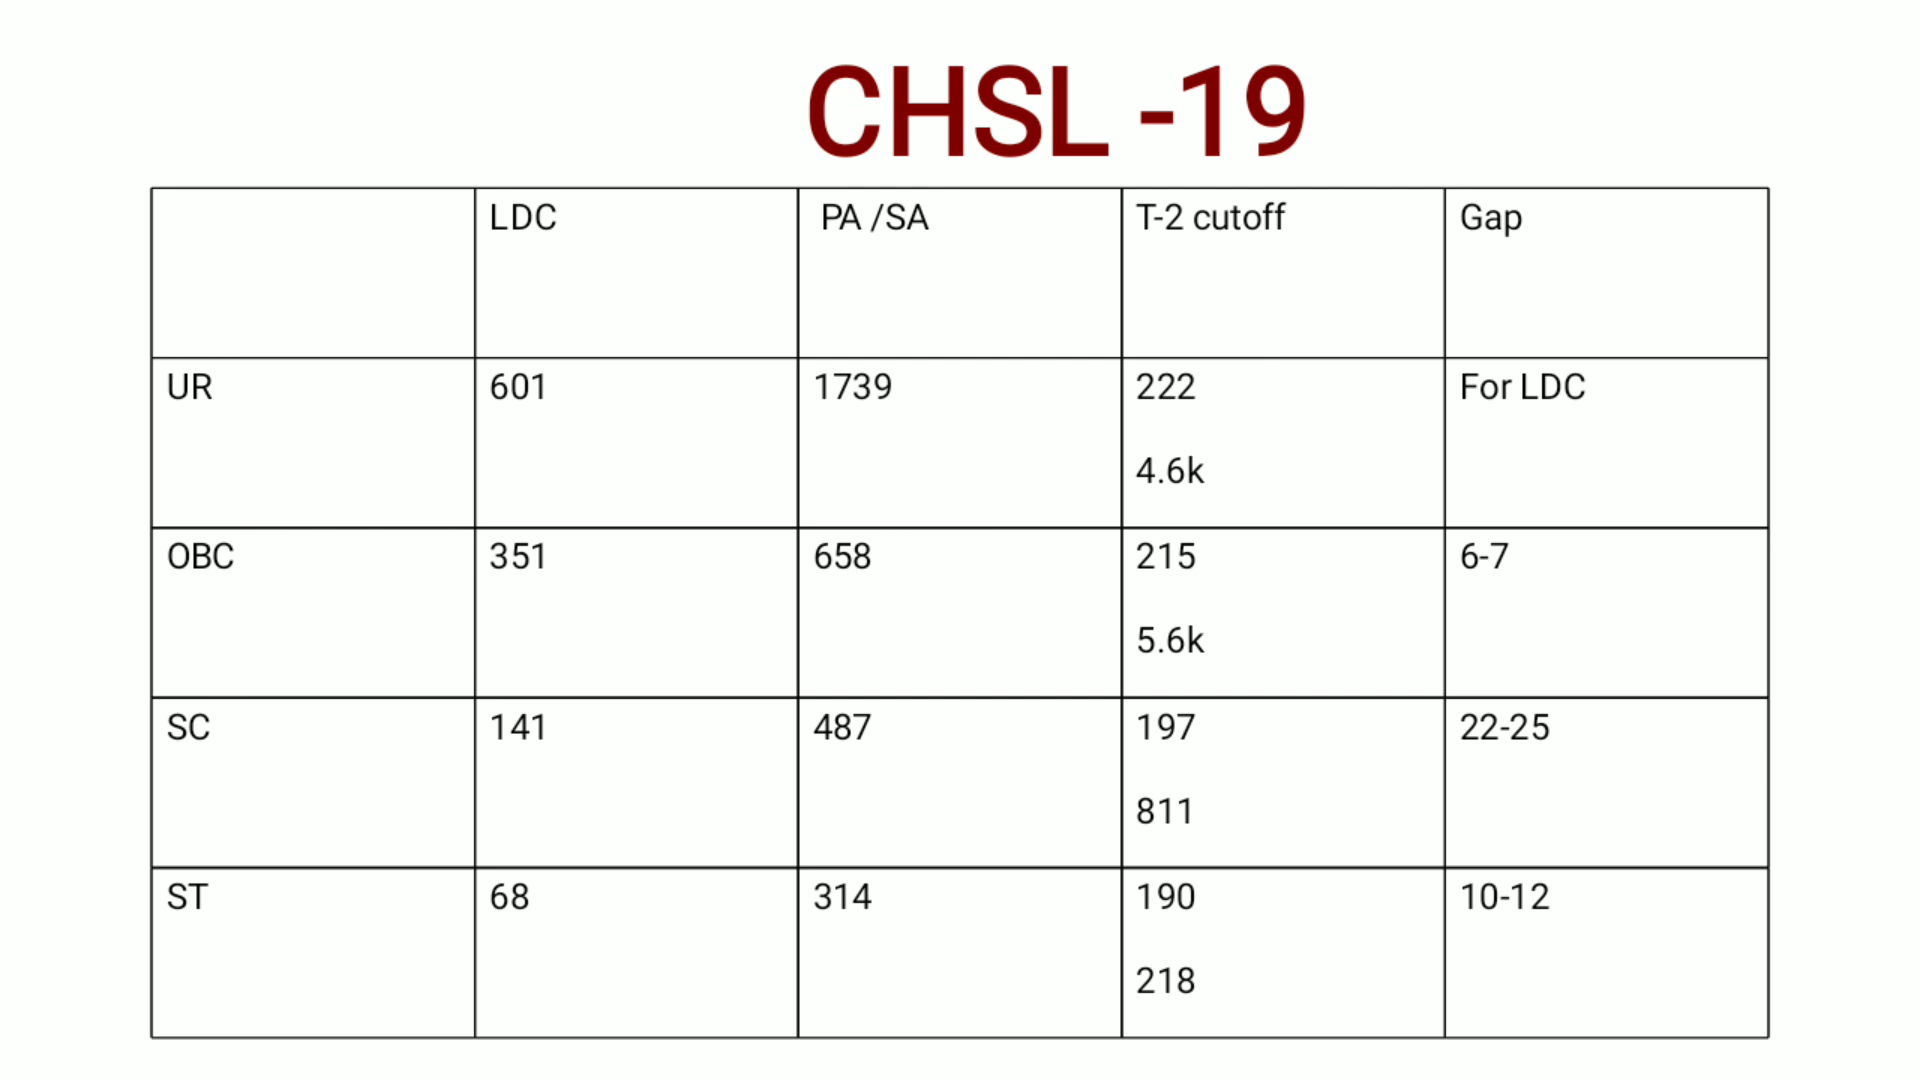 CHSL -19
LDC PA /SA T-2 cutoff Gap
UR 601 1739 222 For LDC
4.6k
OBC 351 658 215 6-7
5.6k
SC 141 487 197 22-25
811
ST 68 314 190 10-12
218